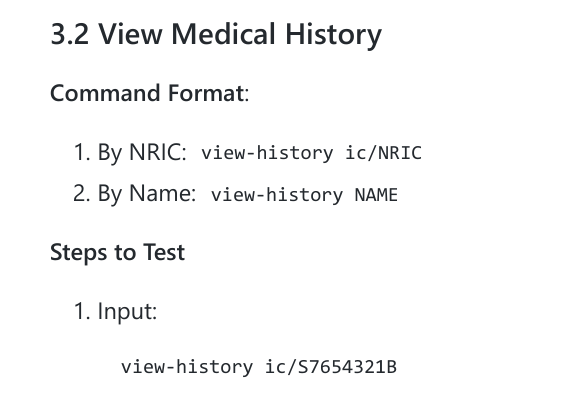 3.2 View Medical History
Command Format:
1. By NRIC: view-history ic/NRIC
2. By Name: view-history NAME
Steps to Test
1. Input:
view-history ic/S7654321B